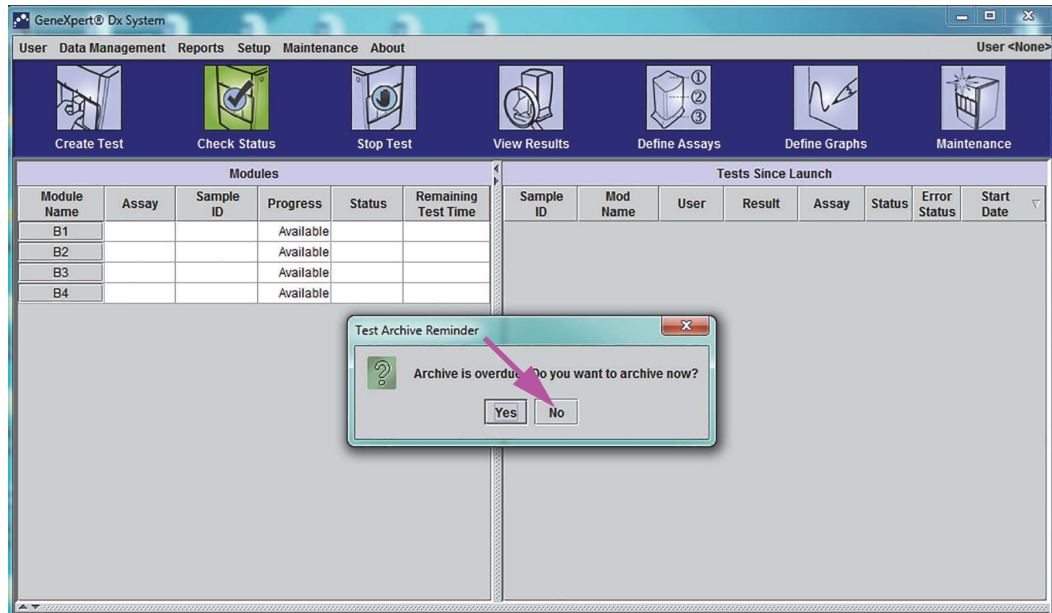 GeneXpert® Dx System
User Data Management Reports Setup Maintenance About User <None>
Create Test Check Status Stop Test View Results Define Assays Define Graphs Maintenance
Modules
Module Name Assay Sample ID Progress Status Remaining Test Time
B1 Available
B2 Available
B3 Available
B4 Available
Tests Since Launch
Sample ID Mod Name User Result Assay Status Error Status Start Date
Test Archive Reminder
Archive is overdue Do you want to archive now?
Yes No